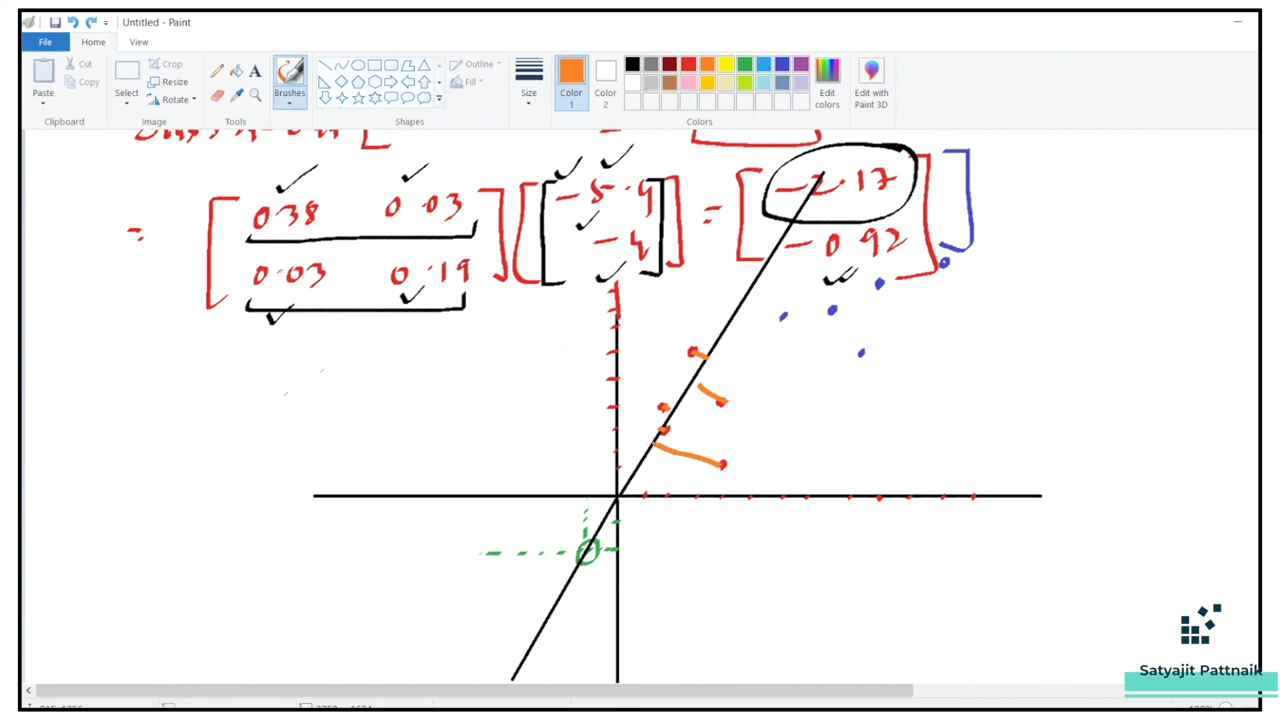 Untitled - Paint
File Home View
Cut
Copy
Paste
Clipboard
Crop
Resize
Rotate
Select
Image
Tools
Brushes
Shapes
Outline
Fill
Size
Color 1
Color 2
Edit colors
Edit with Paint 3D
Colors
= [ 0.38 0.03 ] [ -5.9 ] = [ -2.17 ]
[ 0.03 0.19 ] [ -4 ] [ -0.92 ]
Satyajit Pattnaik